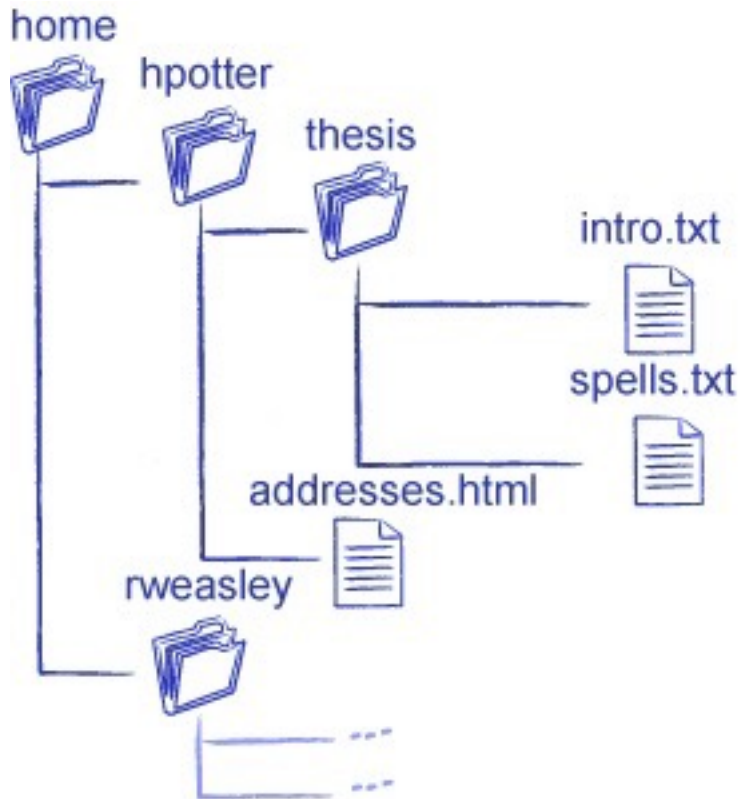 home
hpotter
thesis
intro.txt
spells.txt
addresses.html
rweasley